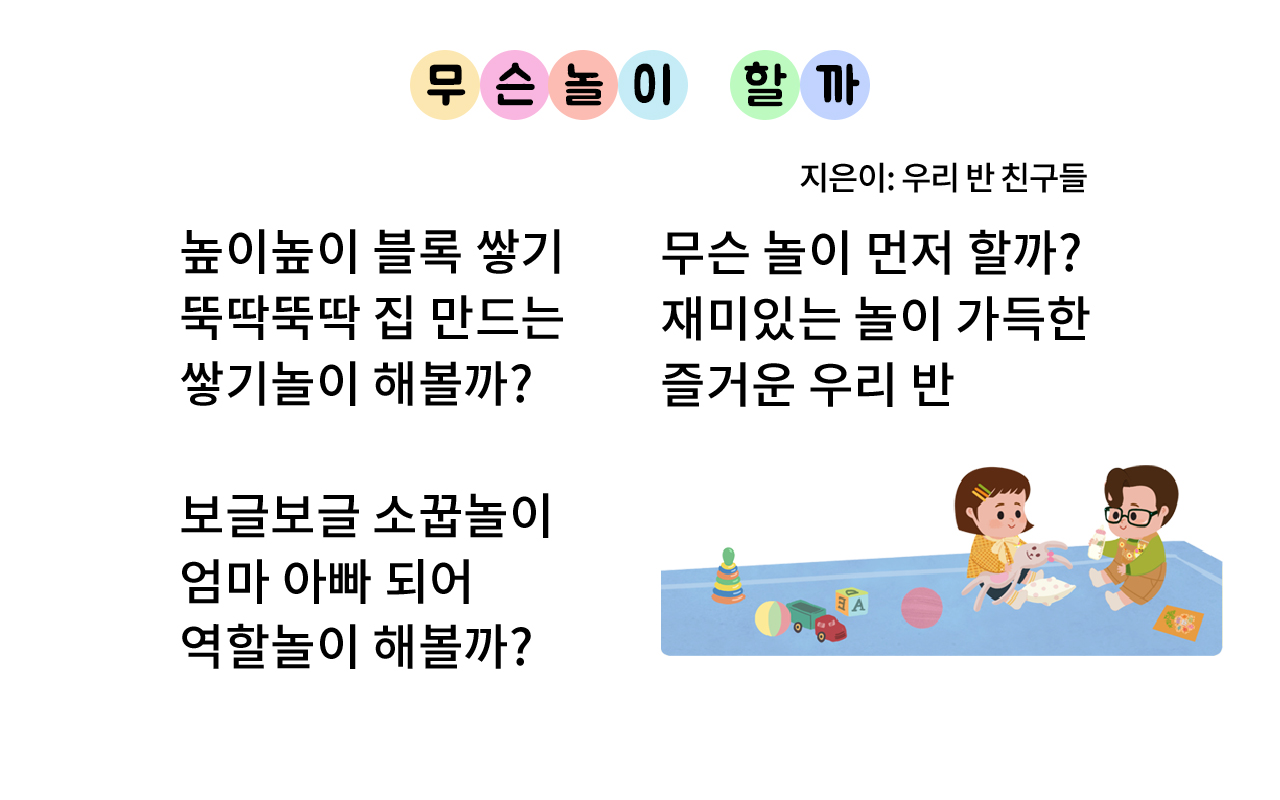 무슨놀이 할까
지은이: 우리 반 친구들
높이높이 블록 쌓기
뚝딱뚝딱 집 만드는
쌓기놀이 해볼까?
보글보글 소꿉놀이
엄마 아빠 되어
역할놀이 해볼까?
무슨 놀이 먼저 할까?
재미있는 놀이 가득한
즐거운 우리 반